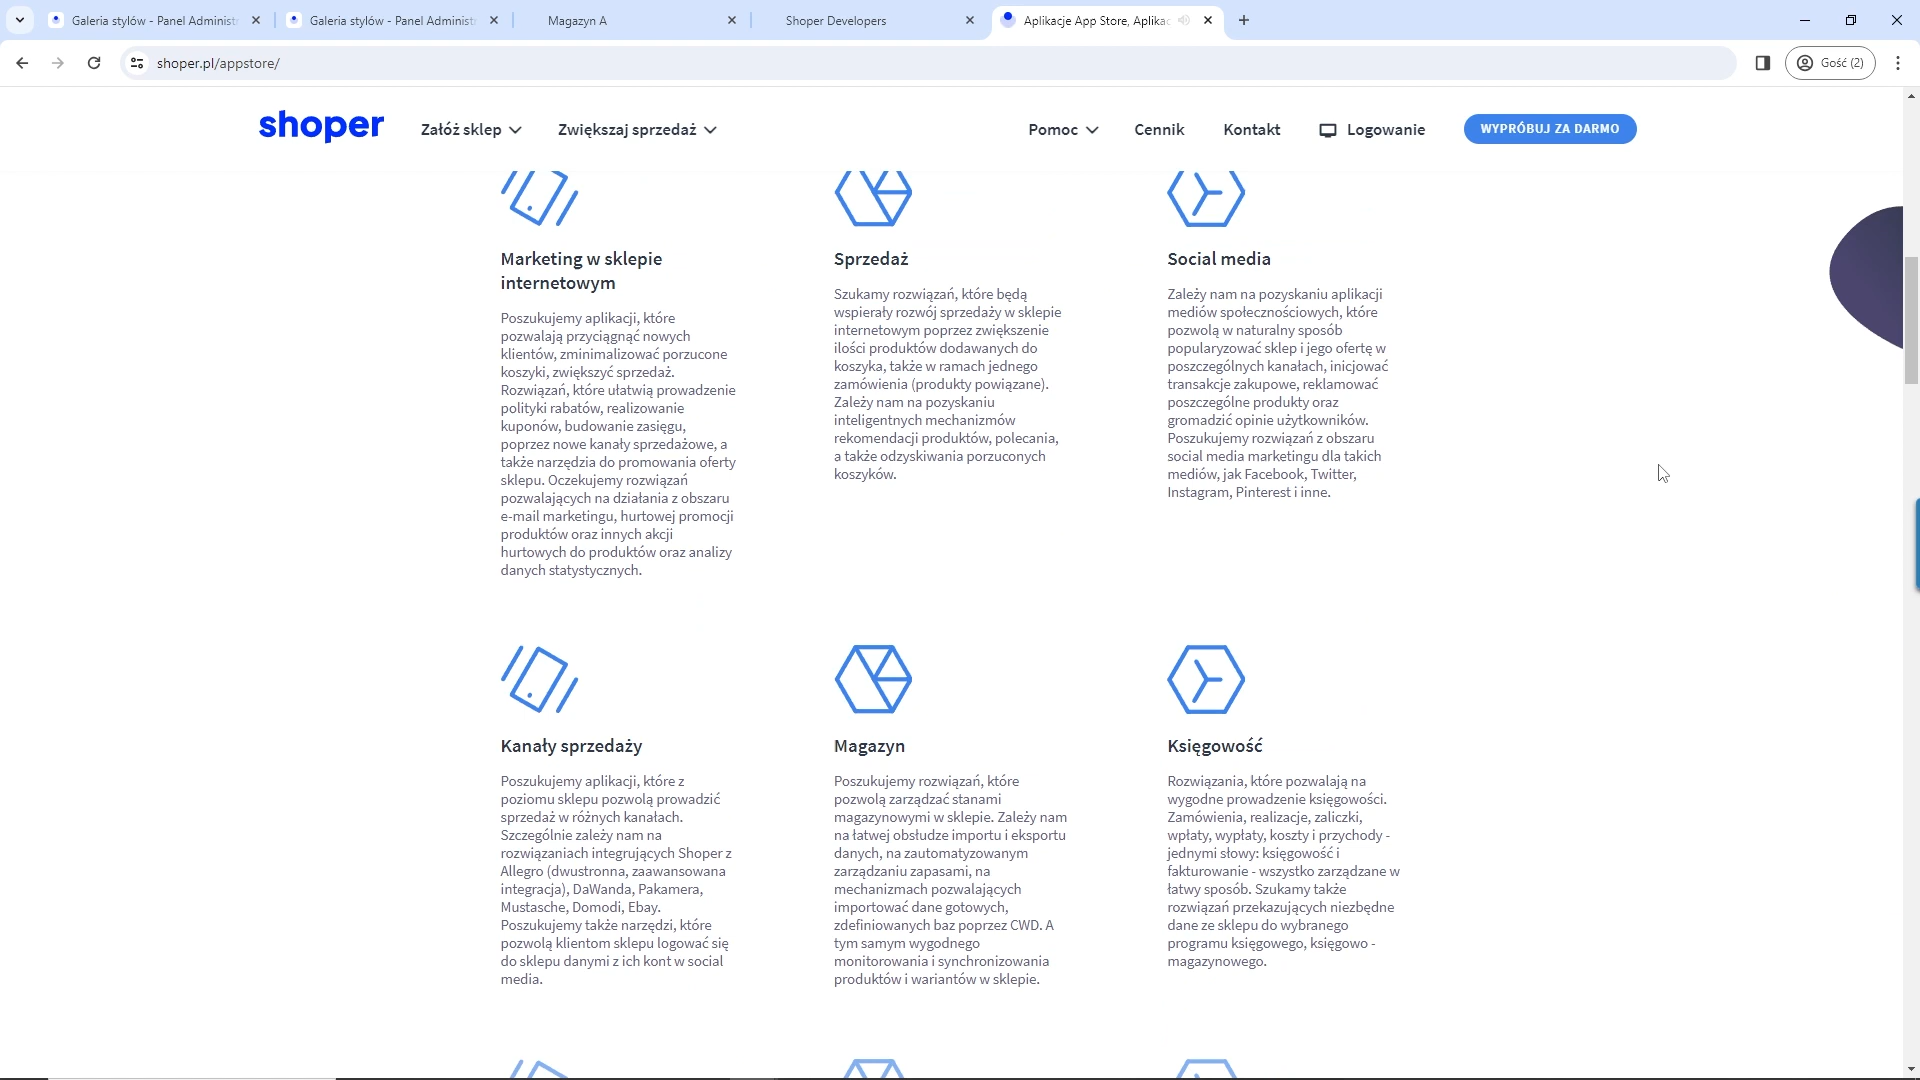 Galeria stylów - Panel Administr
Galeria stylów - Panel Administr
Magazyn A
Shoper Developers
Aplikacje App Store, Aplikac
shoper.pl/appstore/
Gość (2)
shoper
Załóż sklep
Zwiększaj sprzedaż
Pomoc
Cennik
Kontakt
Logowanie
WYPRÓBUJ ZA DARMO
Marketing w sklepie
internetowym
Poszukujemy aplikacji, które
pozwalają przyciągnąć nowych
klientów, zminimalizować porzucone
koszyki, zwiększyć sprzedaż.
Rozwiązań, które ułatwią prowadzenie
polityki rabatów, realizowanie
kuponów, budowanie zasięgu,
poprzez nowe kanały sprzedażowe, a
także narzędzia do promowania oferty
sklepu. Oczekujemy rozwiązań
pozwalających na działania z obszaru
e-mail marketingu, hurtowej promocji
produktów oraz innych akcji
hurtowych do produktów oraz analizy
danych statystycznych.
Sprzedaż
Szukamy rozwiązań, które będą
wspierały rozwój sprzedaży w sklepie
internetowym poprzez zwiększenie
ilości produktów dodawanych do
koszyka, także w ramach jednego
zamówienia (produkty powiązane).
Zależy nam na pozyskaniu
inteligentnych mechanizmów
rekomendacji produktów, polecania,
a także odzyskiwania porzuconych
koszyków.
Social media
Zależy nam na pozyskaniu aplikacji
mediów społecznościowych, które
pozwolą w naturalny sposób
popularyzować sklep i jego ofertę w
poszczególnych kanałach, inicjować
transakcje zakupowe, reklamować
poszczególne produkty oraz
gromadzić opinie użytkowników.
Poszukujemy rozwiązań z obszaru
social media marketingu dla takich
mediów, jak Facebook, Twitter,
Instagram, Pinterest i inne.
Kanały sprzedaży
Poszukujemy aplikacji, które z
poziomu sklepu pozwolą prowadzić
sprzedaż w różnych kanałach.
Szczególnie zależy nam na
rozwiązaniach integrujących Shoper z
Allegro (dwustronna, zaawansowana
integracja), DaWanda, Pakamera,
Mustasche, Domodi, Ebay.
Poszukujemy także narzędzi, które
pozwolą klientom sklepu logować się
do sklepu danymi z ich kont w social
media.
Magazyn
Poszukujemy rozwiązań, które
pozwolą zarządzać stanami
magazynowymi w sklepie. Zależy nam
na łatwej obsłudze importu i eksportu
danych, na zautomatyzowanym
zarządzaniu zapasami, na
mechanizmach pozwalających
importować dane gotowych,
zdefiniowanych baz poprzez CWD. A
tym samym wygodnego
monitorowania i synchronizowania
produktów i wariantów w sklepie.
Księgowość
Rozwiązania, które pozwalają na
wygodne prowadzenie księgowości.
Zamówienia, realizacje, zaliczki,
wpłaty, wypłaty, koszty i przychody -
jednymi słowy: księgowość i
fakturowanie - wszystko zarządzane w
łatwy sposób. Szukamy także
rozwiązań przekazujących niezbędne
dane ze sklepu do wybranego
programu księgowego, księgowo -
magazynowego.